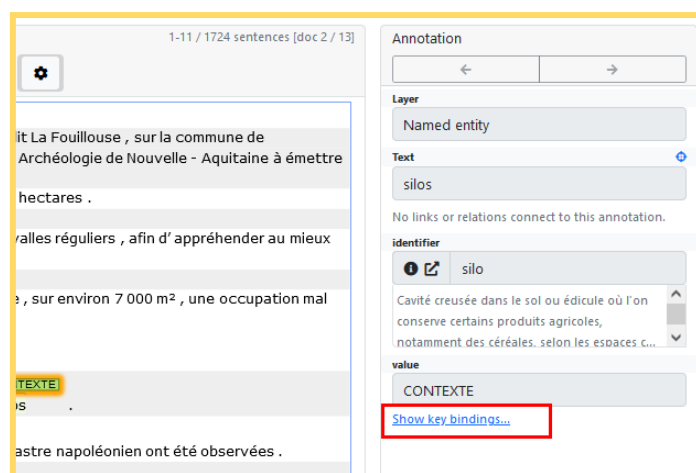 1-11 / 1724 sentences [doc 2 / 13]
it La Fouillouse , sur la commune de
Archéologie de Nouvelle - Aquitaine à émettre
hectares .
valles réguliers , afin d' appréhender au mieux
, sur environ 7 000 m² , une occupation mal
TEXTE
.
astre napoléonien ont été observées .
Annotation
← →
Layer
Named entity
Text
silos
No links or relations connect to this annotation.
identifier
silo
Cavité creusée dans le sol ou édicule où l'on
conserve certains produits agricoles,
notamment des céréales, selon les espaces c...
value
CONTEXTE
Show key bindings...